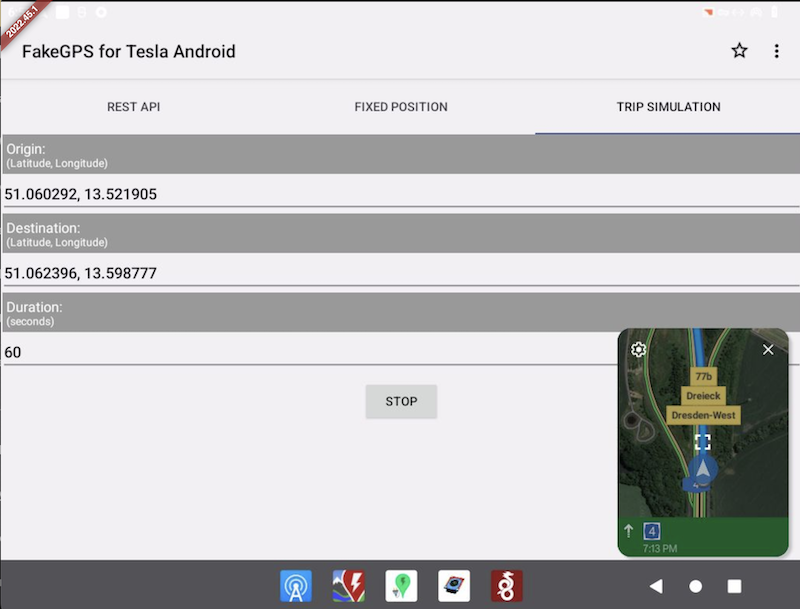 2022.45.1
FakeGPS for Tesla Android
REST API
FIXED POSITION
TRIP SIMULATION
Origin:
(Latitude, Longitude)
51.060292, 13.521905
Destination:
(Latitude, Longitude)
51.062396, 13.598777
Duration:
(seconds)
60
STOP
77b
Dreieck
Dresden-West
4
7:13 PM